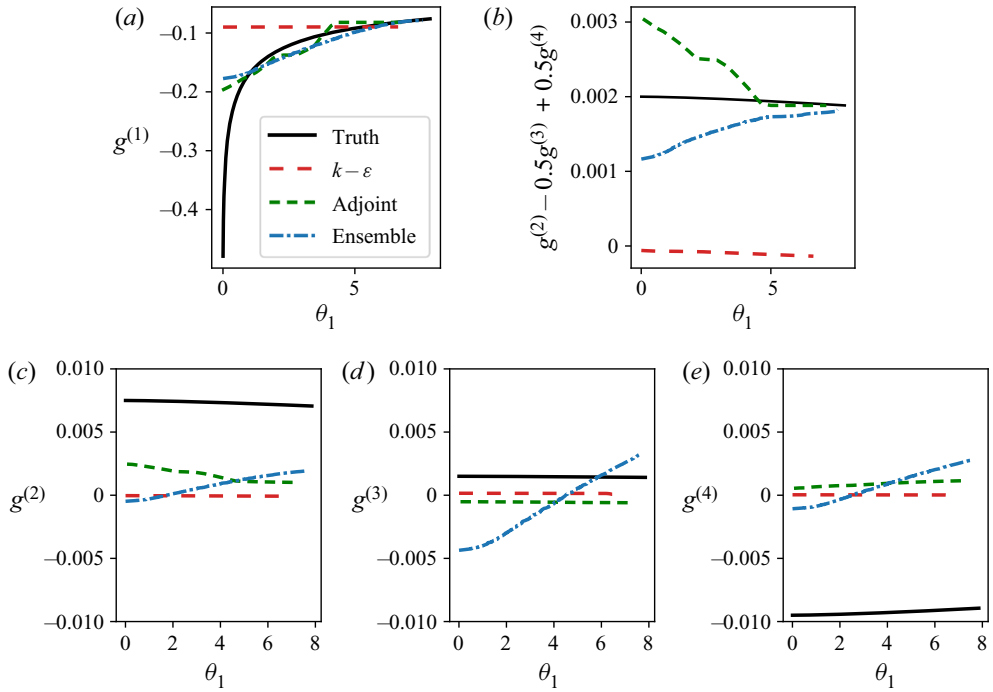 (a)
−0.1
−0.2
−0.3
−0.4
g(1)
Truth
k – ε
Adjoint
Ensemble
0
5
θ1
(b)
0.003
0.002
0.001
0
g(2) – 0.5g(3) + 0.5g(4)
0
5
θ1
(c)
0.010
0.005
0
−0.005
−0.010
g(2)
0 2 4 6 8
θ1
(d)
0.010
0.005
0
−0.005
−0.010
g(3)
0 2 4 6 8
θ1
(e)
0.010
0.005
0
−0.005
−0.010
g(4)
0 2 4 6 8
θ1